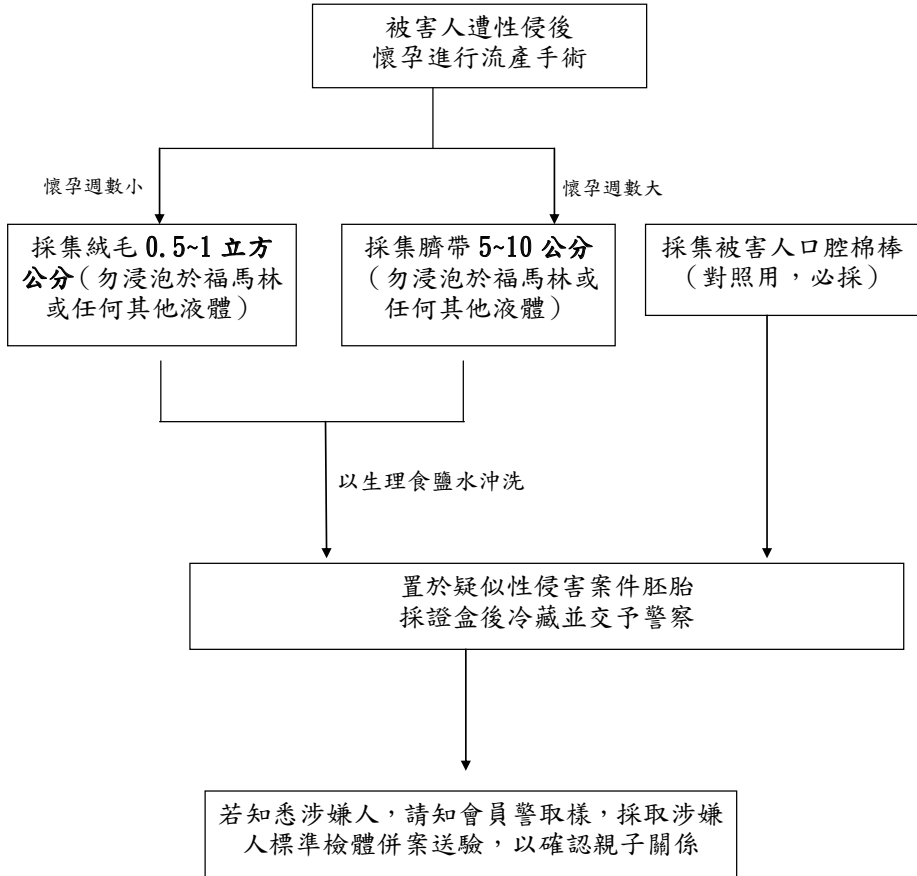 被害人遭性侵後
懷孕進行流產手術
懷孕週數小
懷孕週數大
採集絨毛 0.5~1 立方
公分（勿浸泡於福馬林
或任何其他液體）
採集臍帶 5~10 公分
（勿浸泡於福馬林或
任何其他液體）
採集被害人口腔棉棒
（對照用，必採）
以生理食鹽水沖洗
置於疑似性侵害案件胚胎
採證盒後冷藏並交予警察
若知悉涉嫌人，請知會員警取樣，採取涉嫌
人標準檢體併案送驗，以確認親子關係